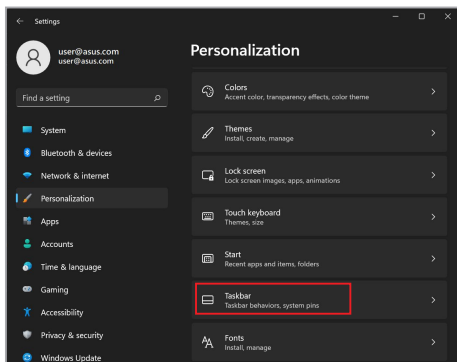 Settings
user@asus.com
user@asus.com
Find a setting
System
Bluetooth & devices
Network & internet
Personalization
Apps
Accounts
Time & language
Gaming
Accessibility
Privacy & security
Windows Update
Personalization
Colors
Accent color, transparency effects, color theme
Themes
Install, create, manage
Lock screen
Lock screen images, apps, animations
Touch keyboard
Themes, size
Start
Recent apps and items, folders
Taskbar
Taskbar behaviors, system pins
Fonts
Install, manage